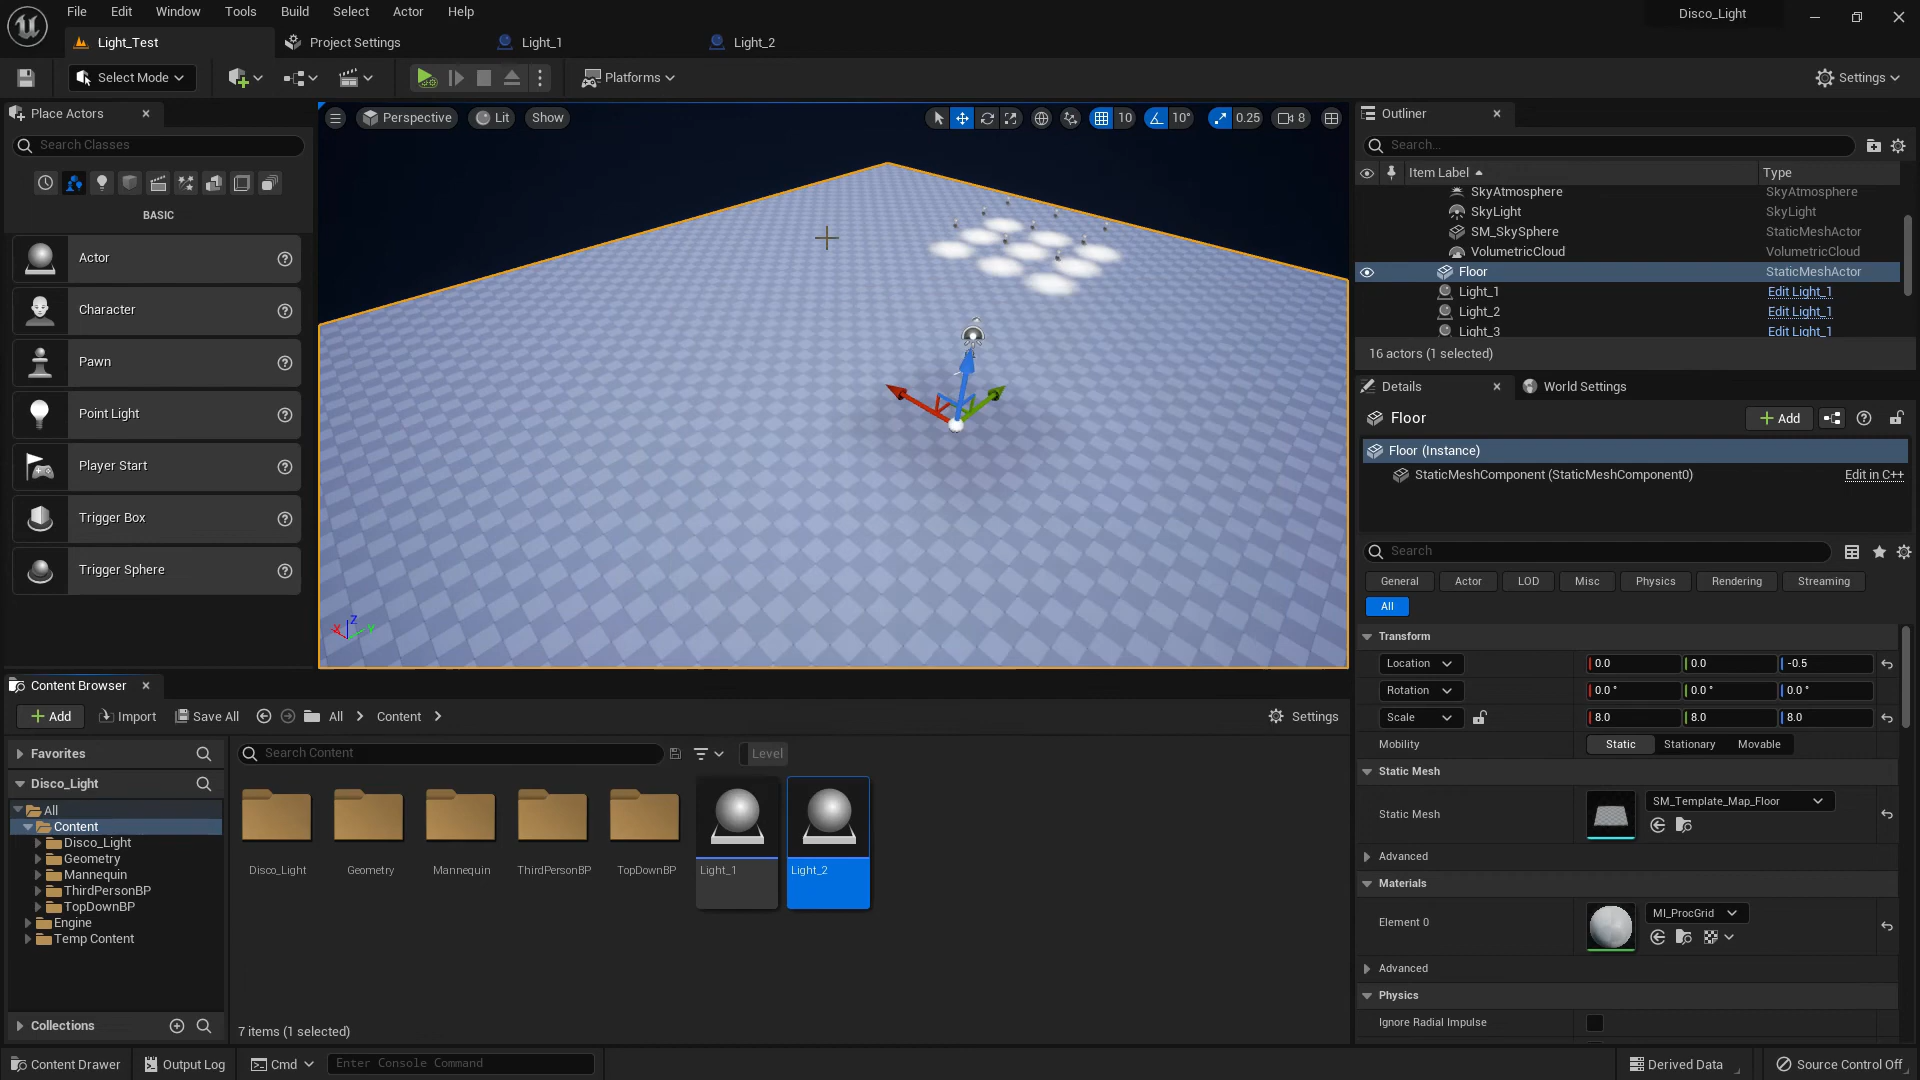 File Edit Window Tools Build Select Actor Help
Disco_Light
Light_Test
Project Settings
Light_1
Light_2
Select Mode
Platforms
Settings
Place Actors
Search Classes
BASIC
Actor
Character
Pawn
Point Light
Player Start
Trigger Box
Trigger Sphere
Perspective
Lit
Show
10
10°
0.25
8
X
Z
Y
Outliner
Search...
Item Label
Type
SkyAtmosphere SkyAtmosphere
SkyLight SkyLight
SM_SkySphere StaticMeshActor
VolumetricCloud VolumetricCloud
Floor StaticMeshActor
Light_1 Edit Light_1
Light_2 Edit Light_1
Light_3 Edit Light_1
16 actors (1 selected)
Details
World Settings
Floor
+ Add
Floor (Instance)
StaticMeshComponent (StaticMeshComponent0)
Edit in C++
Search
General Actor LOD Misc Physics Rendering Streaming
All
Transform
Location 0.0 0.0 -0.5
Rotation 0.0 ° 0.0 ° 0.0 °
Scale 8.0 8.0 8.0
Mobility Static Stationary Movable
Static Mesh
Static Mesh SM_Template_Map_Floor
Advanced
Materials
Element 0 MI_ProcGrid
Advanced
Physics
Ignore Radial Impulse
Content Browser
+ Add
Import
Save All
All
Content
Settings
Favorites
Search Content
Level
Disco_Light
All
Content
Disco_Light
Geometry
Mannequin
ThirdPersonBP
TopDownBP
Engine
Temp Content
Collections
Disco_Light
Geometry
Mannequin
ThirdPersonBP
TopDownBP
Light_1
Light_2
7 items (1 selected)
Content Drawer
Output Log
Cmd
Enter Console Command
Derived Data
Source Control Off